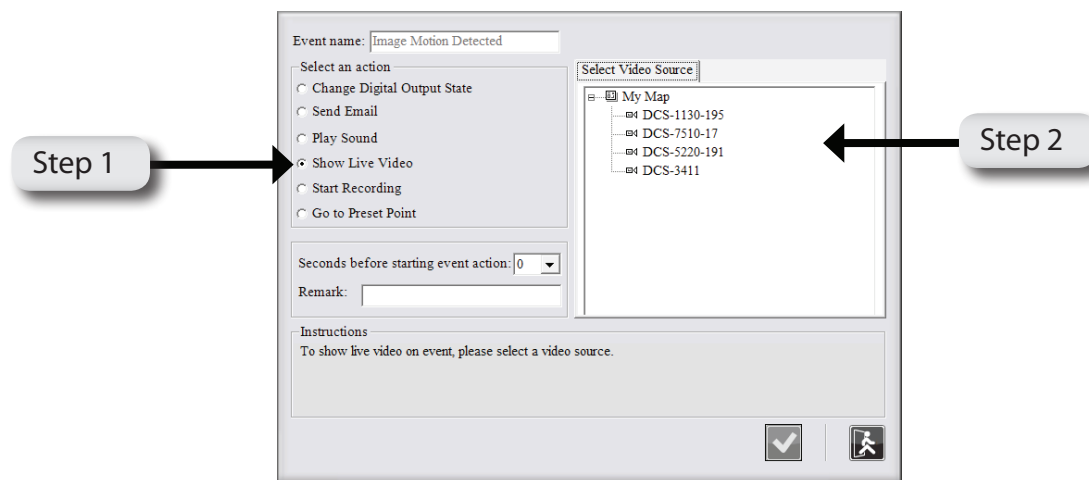 Event name: Image Motion Detected
Select an action
Change Digital Output State
Send Email
Play Sound
Show Live Video
Start Recording
Go to Preset Point
Step 1
Seconds before starting event action: 0
Remark:
Select Video Source
My Map
DCS-1130-195
DCS-7510-17
DCS-5220-191
DCS-3411
Step 2
Instructions
To show live video on event, please select a video source.